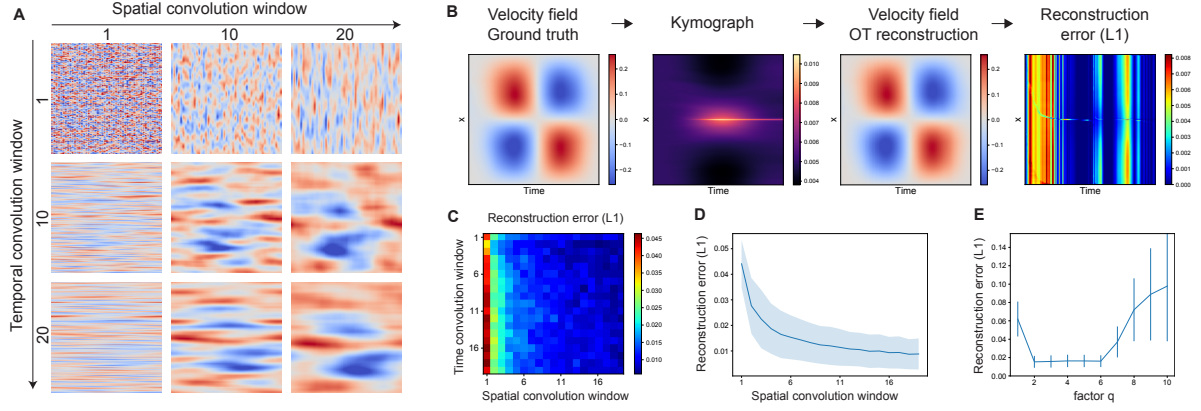 A
Spatial convolution window
1 10 20
Temporal convolution window
1
10
20
B
Velocity field
Ground truth
Kymograph
Velocity field
OT reconstruction
Reconstruction
error (L1)
x
Time
0.2
0.1
0.0
−0.1
−0.2
x
0.010
0.009
0.008
0.007
0.006
0.005
0.004
x
Time
0.2
0.1
0.0
−0.1
−0.2
x
Time
0.008
0.007
0.006
0.005
0.004
0.003
0.002
0.001
0.000
C
Reconstruction error (L1)
Time convolution window
1
6
11
16
1 6 11 16
Spatial convolution window
0.045
0.040
0.035
0.030
0.025
0.020
0.015
0.010
D
Reconstruction error (L1)
0.05
0.04
0.03
0.02
0.01
1 6 11 16
Spatial convolution window
E
Reconstruction error (L1)
0.14
0.12
0.10
0.08
0.06
0.04
0.02
0.00
2 4 6 8 10
factor q